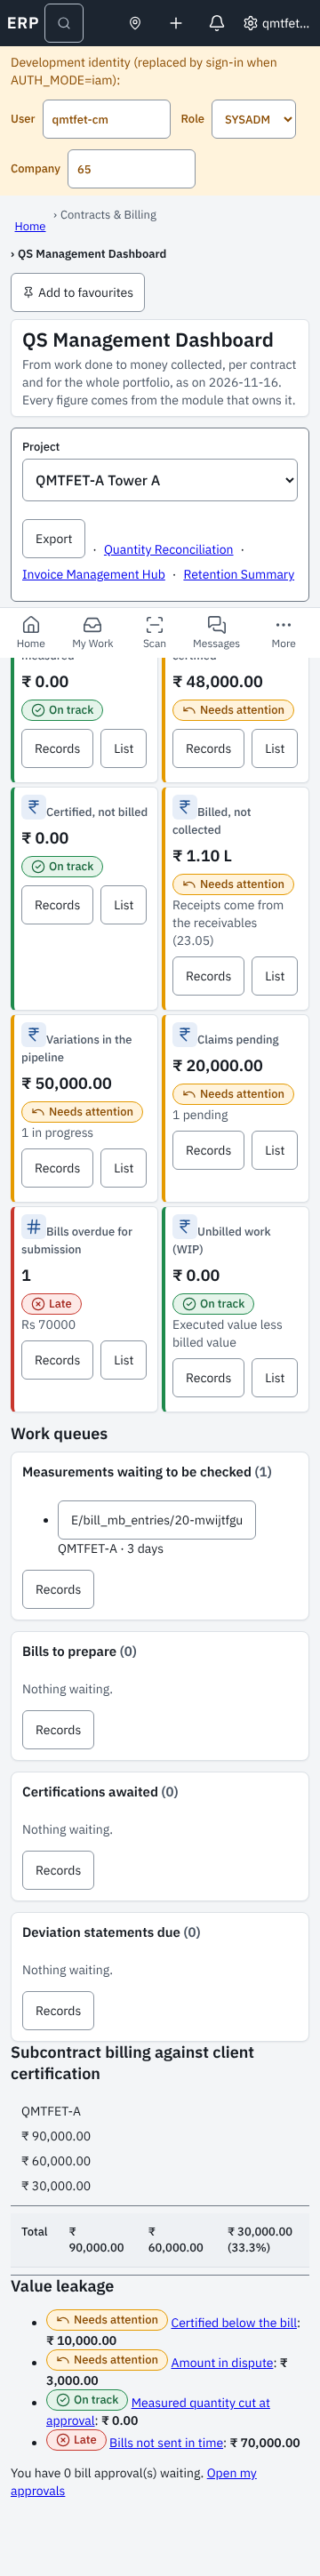 ERP
qmtfet...
Development identity (replaced by sign-in when
AUTH_MODE=iam):
User
qmtfet-cm
Role
SYSADM
Company
65
Home
› Contracts & Billing
› QS Management Dashboard
Add to favourites
QS Management Dashboard
From work done to money collected, per contract
and for the whole portfolio, as on 2026-11-16.
Every figure comes from the module that owns it.
Project
QMTFET-A Tower A
Export
· Quantity Reconciliation ·
Invoice Management Hub · Retention Summary
Home
My Work
Scan
Messages
More
₹ 0.00
On track
Records
List
₹ 48,000.00
Needs attention
Records
List
Certified, not billed
₹ 0.00
On track
Records
List
Billed, not
collected
₹ 1.10 L
Needs attention
Receipts come from
the receivables
(23.05)
Records
List
Variations in the
pipeline
₹ 50,000.00
Needs attention
1 in progress
Records
List
Claims pending
₹ 20,000.00
Needs attention
1 pending
Records
List
Bills overdue for
submission
1
Late
Rs 70000
Records
List
Unbilled work
(WIP)
₹ 0.00
On track
Executed value less
billed value
Records
List
Work queues
Measurements waiting to be checked (1)
• E/bill_mb_entries/20-mwijtfgu
QMTFET-A · 3 days
Records
Bills to prepare (0)
Nothing waiting.
Records
Certifications awaited (0)
Nothing waiting.
Records
Deviation statements due (0)
Nothing waiting.
Records
Subcontract billing against client
certification
QMTFET-A
₹ 90,000.00
₹ 60,000.00
₹ 30,000.00
Total ₹ 90,000.00 ₹ 60,000.00 ₹ 30,000.00 (33.3%)
Value leakage
• Needs attention Certified below the bill:
₹ 10,000.00
• Needs attention Amount in dispute: ₹
3,000.00
• On track Measured quantity cut at
approval: ₹ 0.00
• Late Bills not sent in time: ₹ 70,000.00
You have 0 bill approval(s) waiting. Open my
approvals